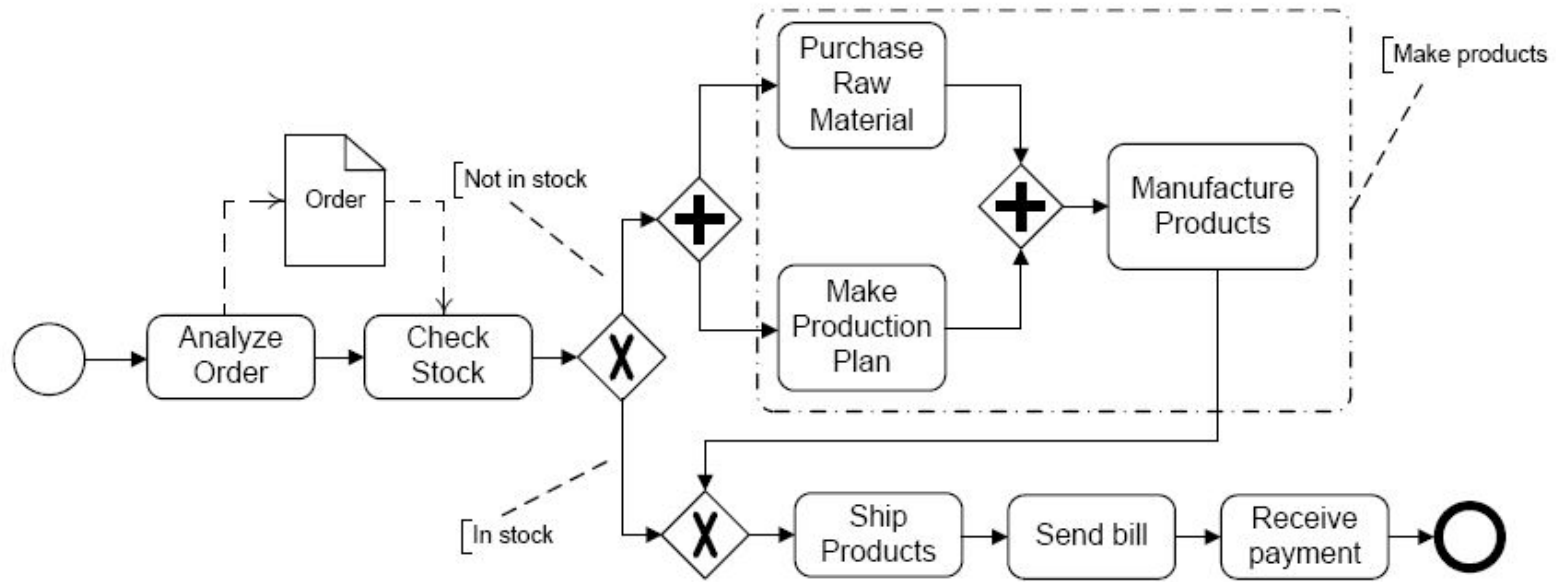 Purchase
Raw
Material
Make products
Order
Not in stock
Manufacture
Products
Analyze
Order
Check
Stock
Make
Production
Plan
In stock
Ship
Products
Send bill
Receive
payment